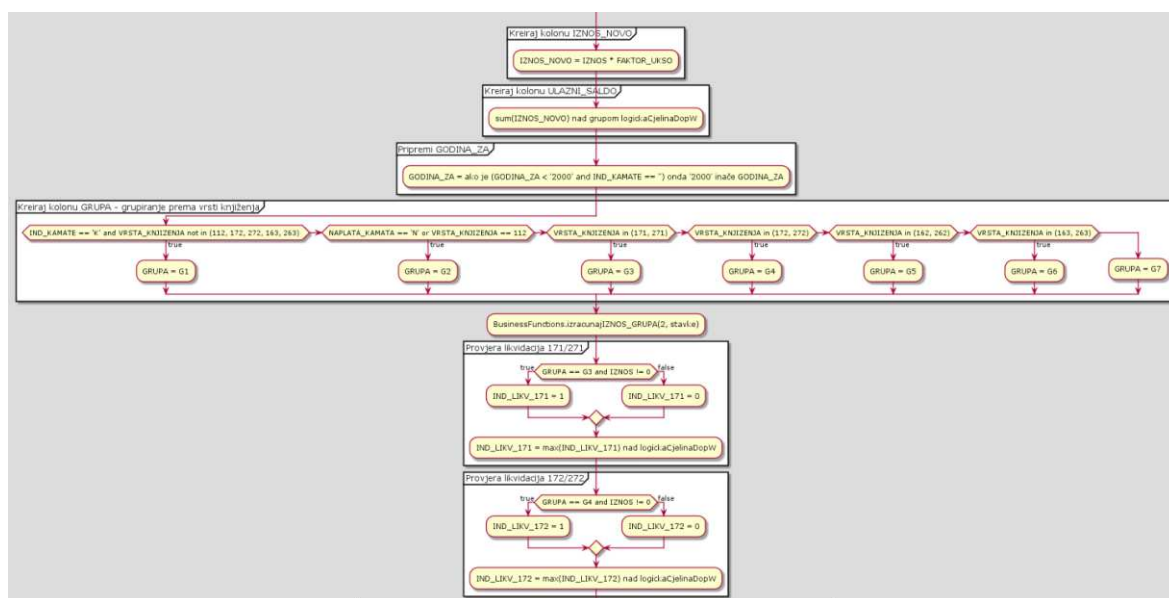 Kreiraj kolonu IZNOS_NOVO
IZNOS_NOVO = IZNOS * FAKTOR_UKSO
Kreiraj kolonu ULAZNI_SALDO
sum(IZNOS_NOVO) nad grupom logickaCjelinaDopW
Pripremi GODINA_ZA
GODINA_ZA = ako je (GODINA_ZA < '2000' and IND_KAMATE == '') onda '2000' inače GODINA_ZA
Kreiraj kolonu GRUPA - grupiranje prema vrsti knjiženja
IND_KAMATE == 'K' and VRSTA_KNJIZENJA not in (112, 172, 272, 163, 263)
true
GRUPA = G1
NAPLATA_KAMATA == 'N' or VRSTA_KNJIZENJA == 112
true
GRUPA = G2
VRSTA_KNJIZENJA in (171, 271)
true
GRUPA = G3
VRSTA_KNJIZENJA in (172, 272)
true
GRUPA = G4
VRSTA_KNJIZENJA in (162, 262)
true
GRUPA = G5
VRSTA_KNJIZENJA in (163, 263)
true
GRUPA = G6
GRUPA = G7
BusinessFunctions.izracunajIZNOS_GRUPA(2, stavke)
Provjera likvidacija 171/271
true
GRUPA == G3 and IZNOS != 0
false
IND_LIKV_171 = 1
IND_LIKV_171 = 0
IND_LIKV_171 = max(IND_LIKV_171) nad logickaCjelinaDopW
Provjera likvidacija 172/272
true
GRUPA == G4 and IZNOS != 0
false
IND_LIKV_172 = 1
IND_LIKV_172 = 0
IND_LIKV_172 = max(IND_LIKV_172) nad logickaCjelinaDopW